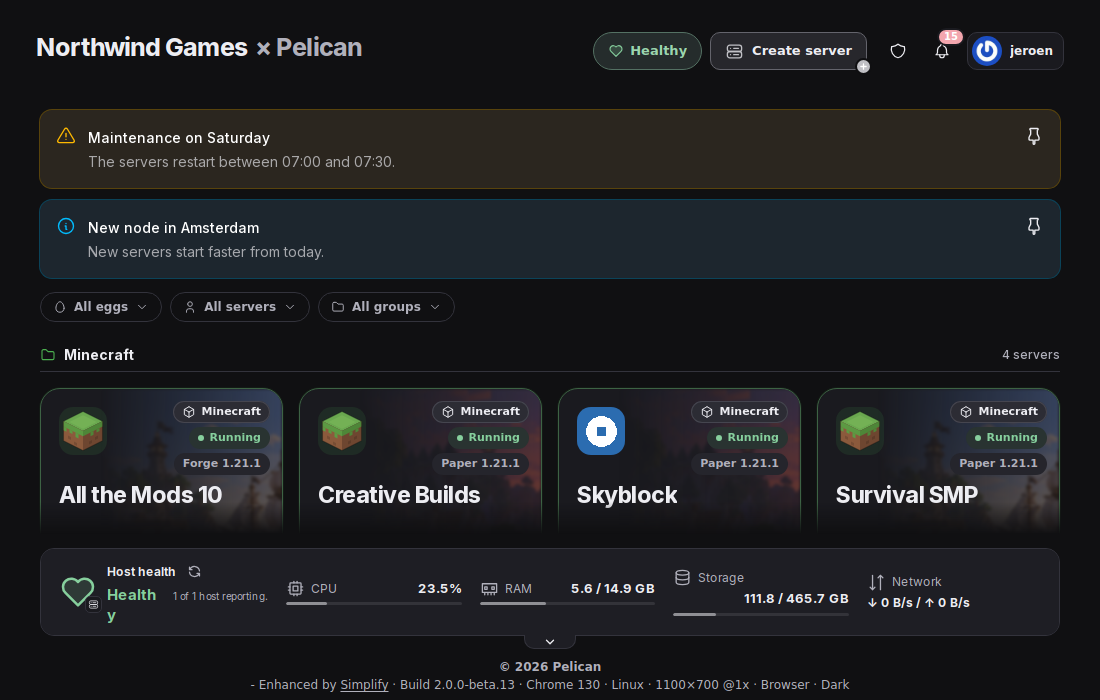 Northwind Games × Pelican
Healthy
Create server
15
jeroen
Maintenance on Saturday
The servers restart between 07:00 and 07:30.
New node in Amsterdam
New servers start faster from today.
All eggs
All servers
All groups
Minecraft
4 servers
Minecraft
Running
Forge 1.21.1
All the Mods 10
Minecraft
Running
Paper 1.21.1
Creative Builds
Minecraft
Running
Paper 1.21.1
Skyblock
Minecraft
Running
Paper 1.21.1
Survival SMP
Host health
Health
y
1 of 1 host reporting.
CPU
23.5%
RAM
5.6 / 14.9 GB
Storage
111.8 / 465.7 GB
Network
↓ 0 B/s / ↑ 0 B/s
© 2026 Pelican
- Enhanced by Simplify · Build 2.0.0-beta.13 · Chrome 130 · Linux · 1100×700 @1x · Browser · Dark